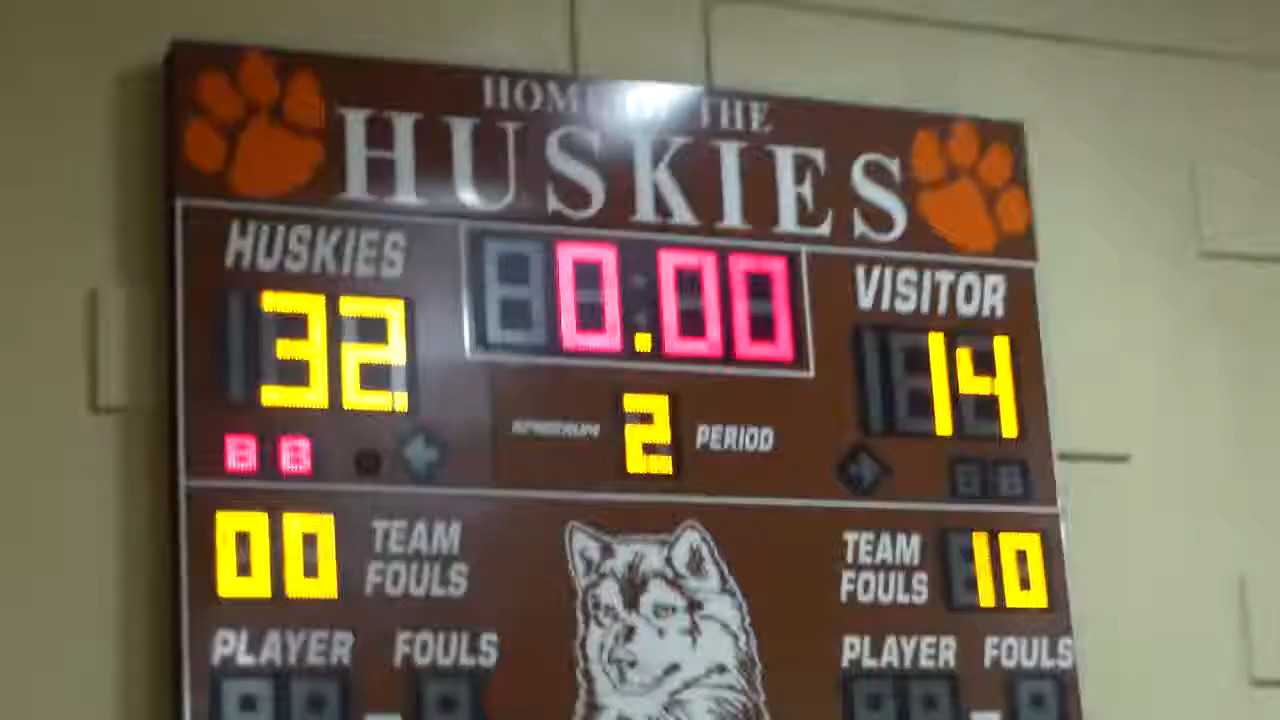 HOME OF THE
HUSKIES
HUSKIES
0.00
VISITOR
32
14
2 PERIOD
B B
00 TEAM FOULS
TEAM FOULS 10
PLAYER FOULS
PLAYER FOULS